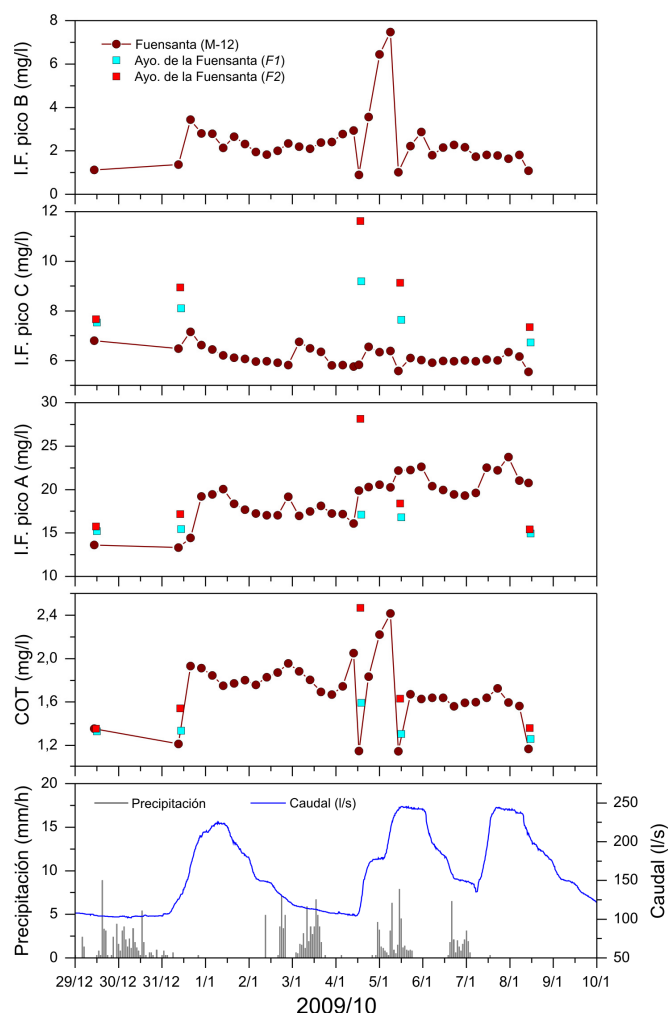 8
6
4
2
0
I.F. pico B (mg/l)
Fuensanta (M-12)
Ayo. de la Fuensanta (F1)
Ayo. de la Fuensanta (F2)
12
10
8
6
I.F. pico C (mg/l)
30
25
20
15
10
I.F. pico A (mg/l)
2,4
2,0
1,6
1,2
COT (mg/l)
20
15
10
5
0
Precipitación (mm/h)
Precipitación
Caudal (l/s)
250
200
150
100
50
Caudal (l/s)
29/12 30/12 31/12 1/1 2/1 3/1 4/1 5/1 6/1 7/1 8/1 9/1 10/1
2009/10